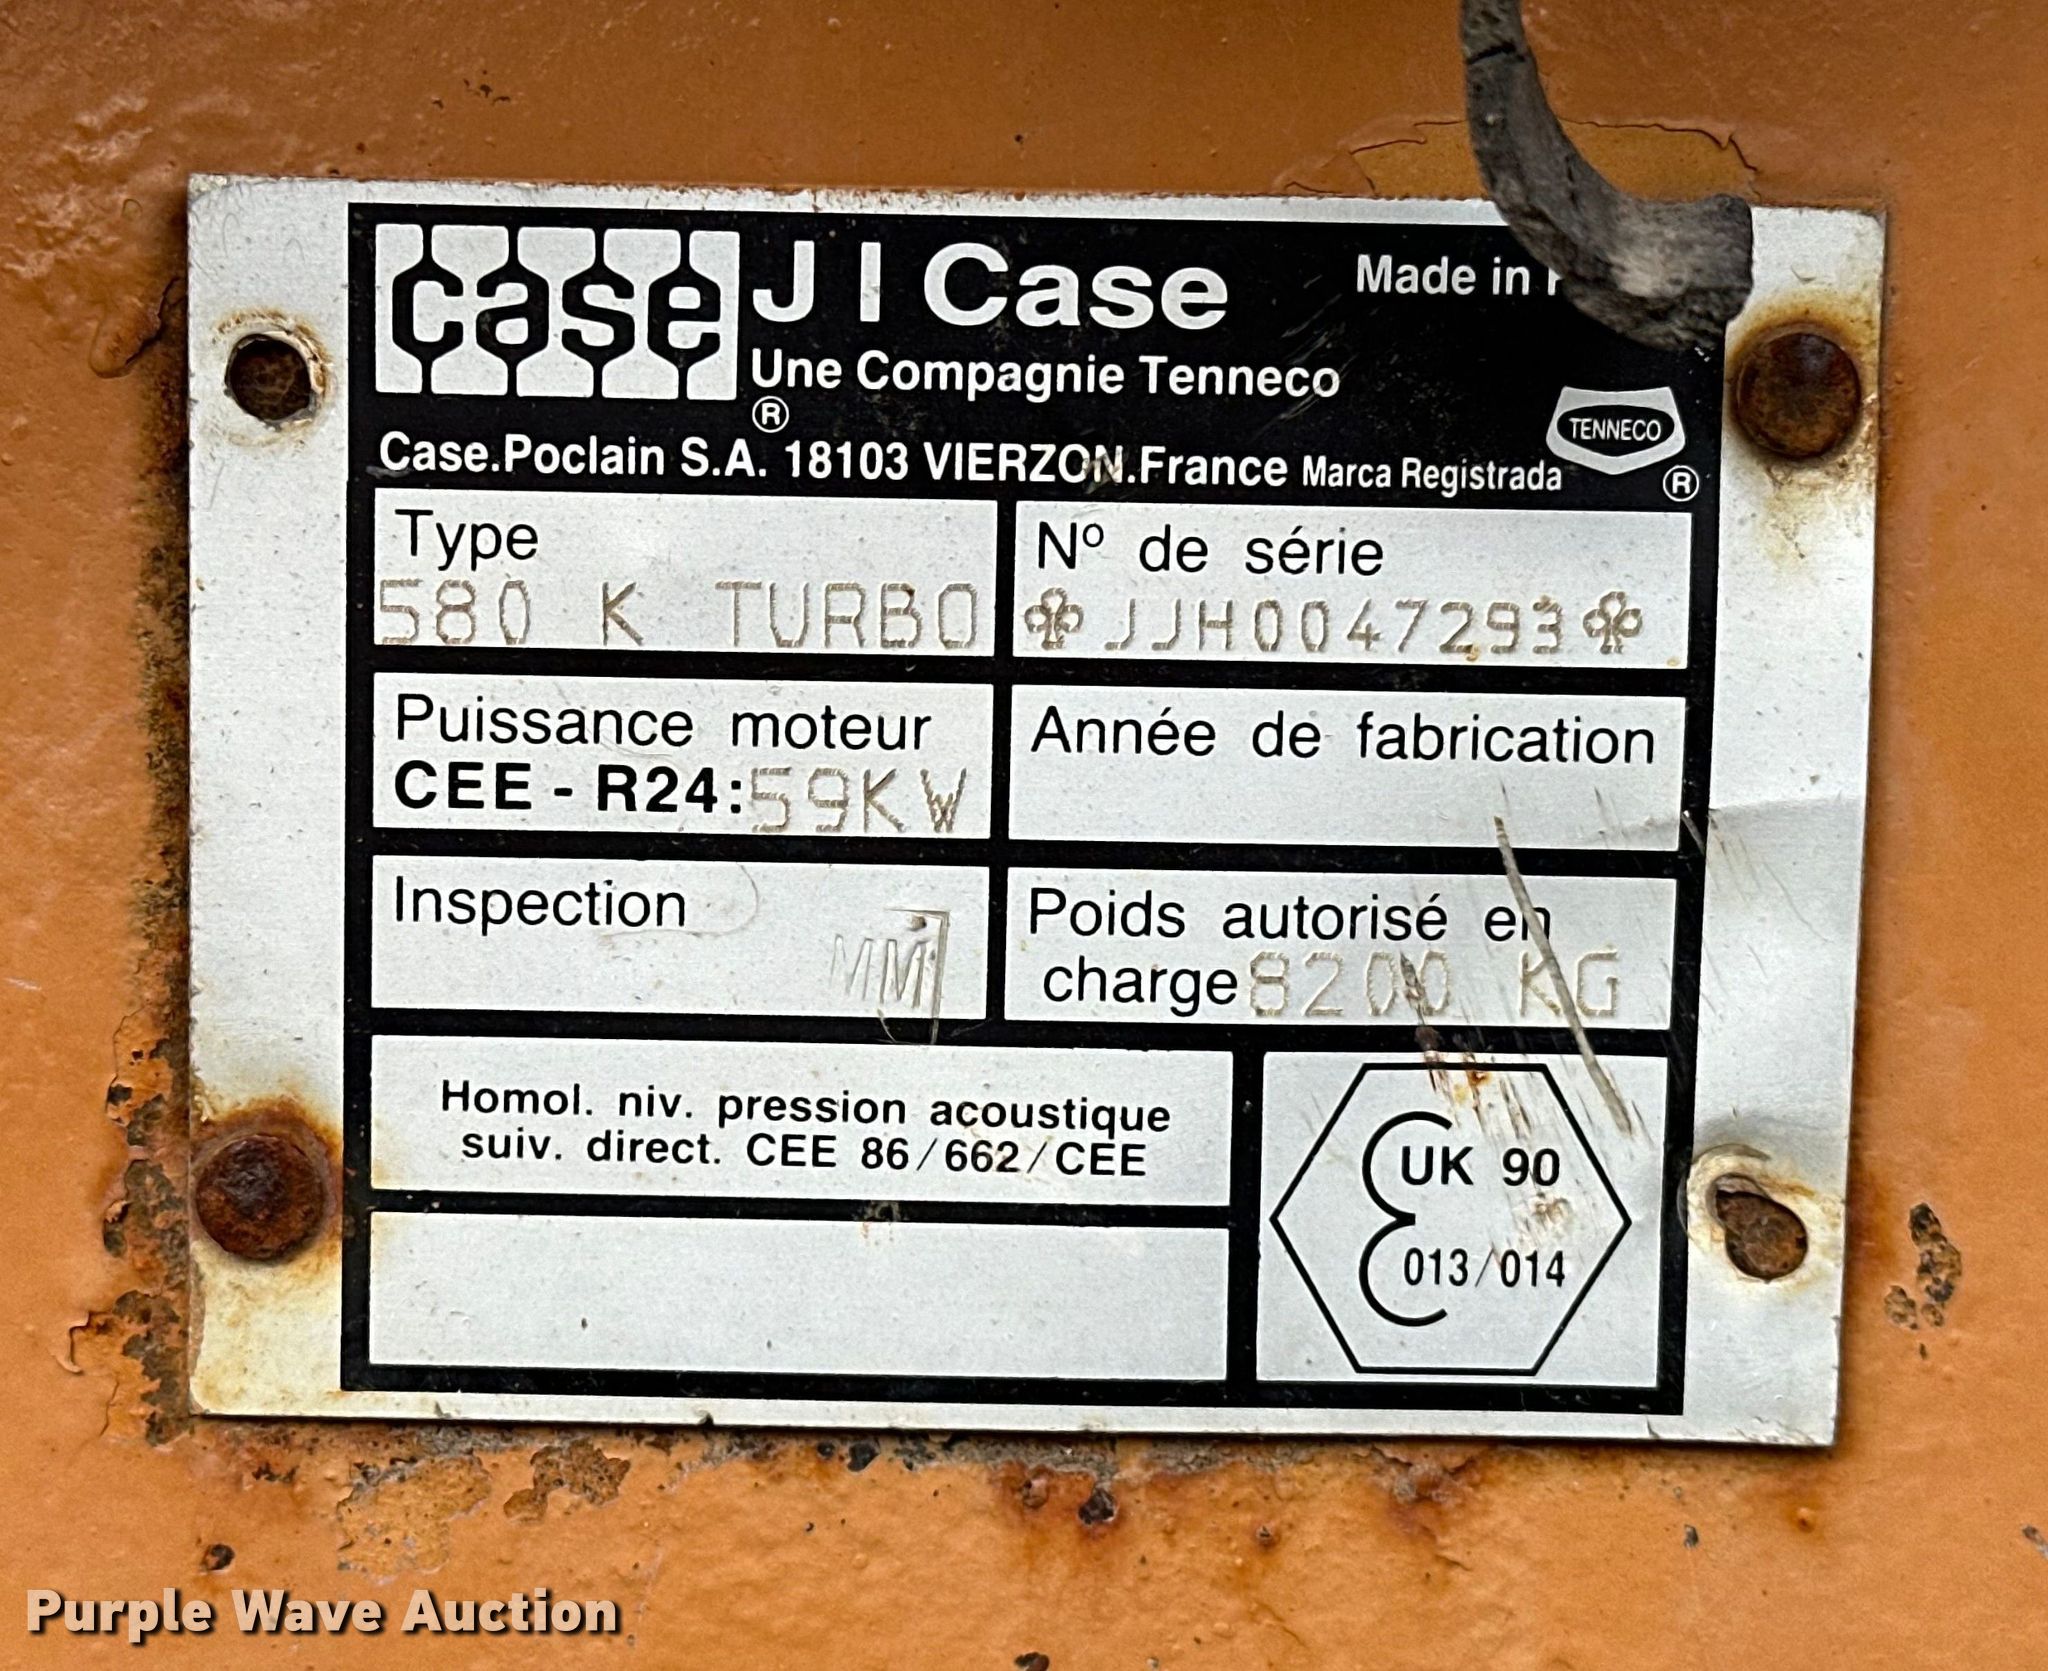 case J I Case Made in
Une Compagnie Tenneco
®
TENNECO
Case.Poclain S.A. 18103 VIERZON.France Marca Registrada ®
Type
580 K TURBO
Nº de série
JJH0047293
Puissance moteur
CEE - R24: 59KW
Année de fabrication
Inspection
MM
Poids autorisé en
charge 8200 KG
Homol. niv. pression acoustique
suiv. direct. CEE 86/662/CEE
UK 90
013/014
Purple Wave Auction